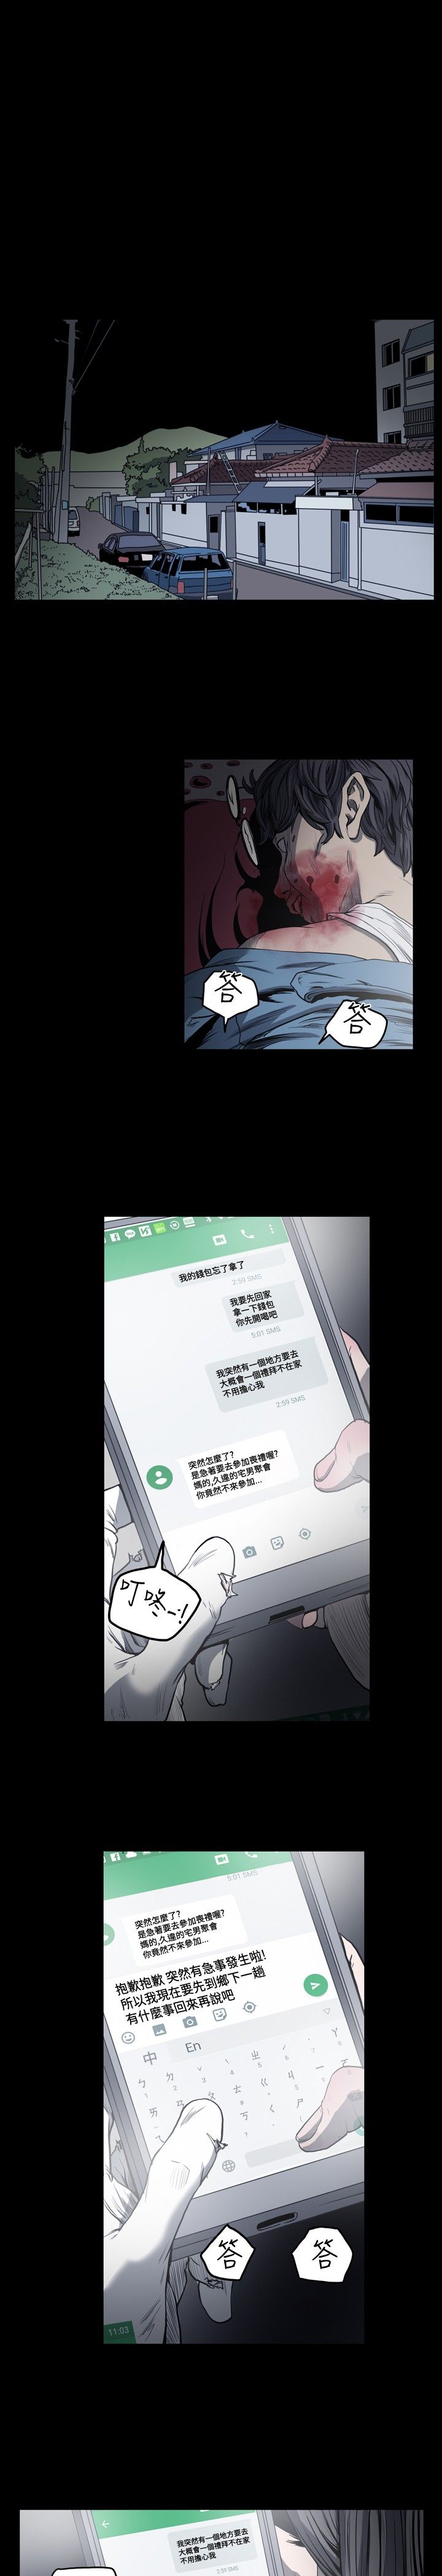 答
答
我的錢包忘了拿了
2:59 SMS
我要先回家
拿一下錢包
你先開喝吧
5:01 SMS
我突然有一個地方要去
大概會一個禮拜不在家
不用擔心我
2:59 SMS
突然怎麼了?
是急著要去參加喪禮喔?
媽的,久違的宅男聚會
你竟然不來參加...
叮咚~!
5:01 SMS
突然怎麼了?
是急著要去參加喪禮喔?
媽的,久違的宅男聚會
你竟然不來參加...
抱歉抱歉 突然有急事發生啦!
所以我現在要先到鄉下一趟
有什麼事回來再說吧
中 En
答
答
11:03
我突然有一個地方要去
大概會一個禮拜不在家
不用擔心我
2:59 SMS